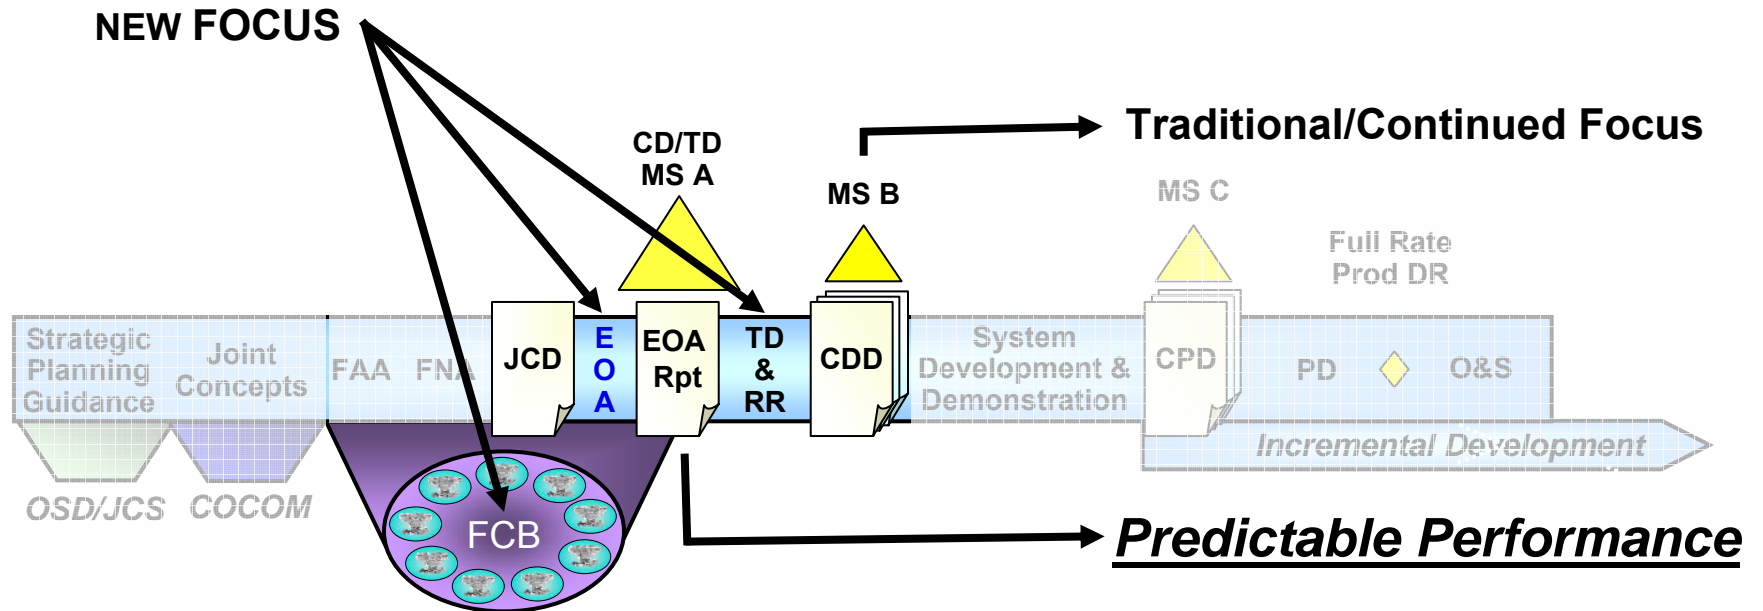 NEW FOCUS
Traditional/Continued Focus
CD/TD
MS A
MS B
MS C
Full Rate
Prod DR
Strategic
Planning
Guidance
Joint
Concepts
FAA
FNA
JCD
E
O
A
EOA
Rpt
TD
&
RR
CDD
System
Development &
Demonstration
CPD
PD
O&S
Incremental Development
OSD/JCS
COCOM
FCB
Predictable Performance